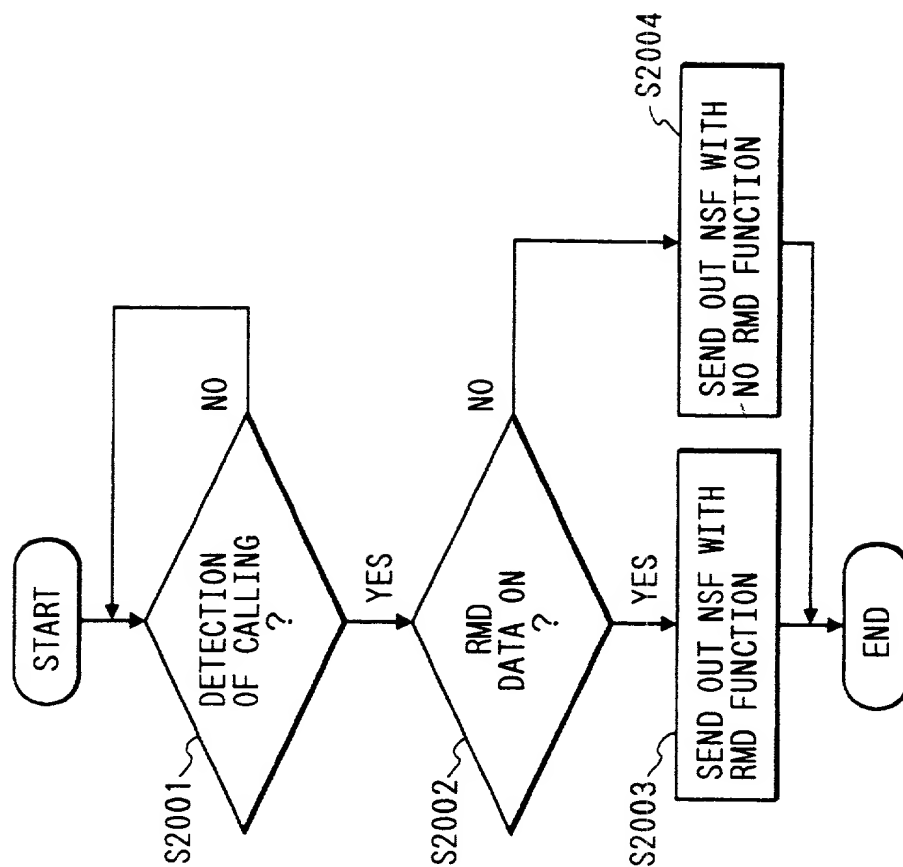 START
S2001
DETECTION
OF CALLING
?
NO
YES
S2002
RMD
DATA ON
?
NO
YES
S2003
SEND OUT NSF WITH
RMD FUNCTION
S2004
SEND OUT NSF WITH
NO RMD FUNCTION
END